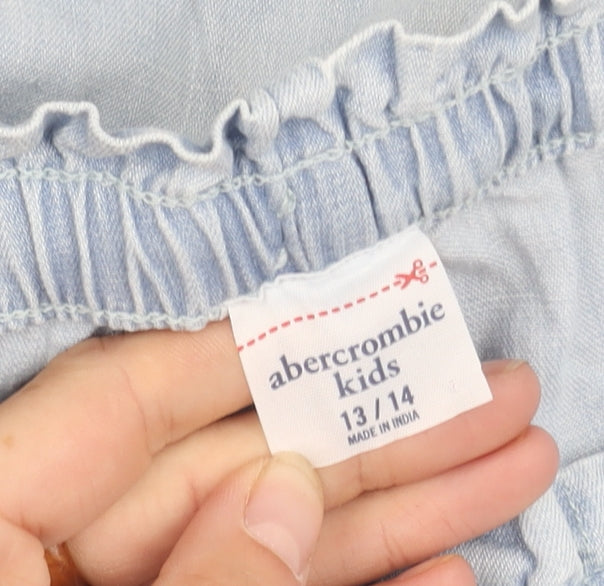 abercrombie
kids
13 / 14
MADE IN INDIA